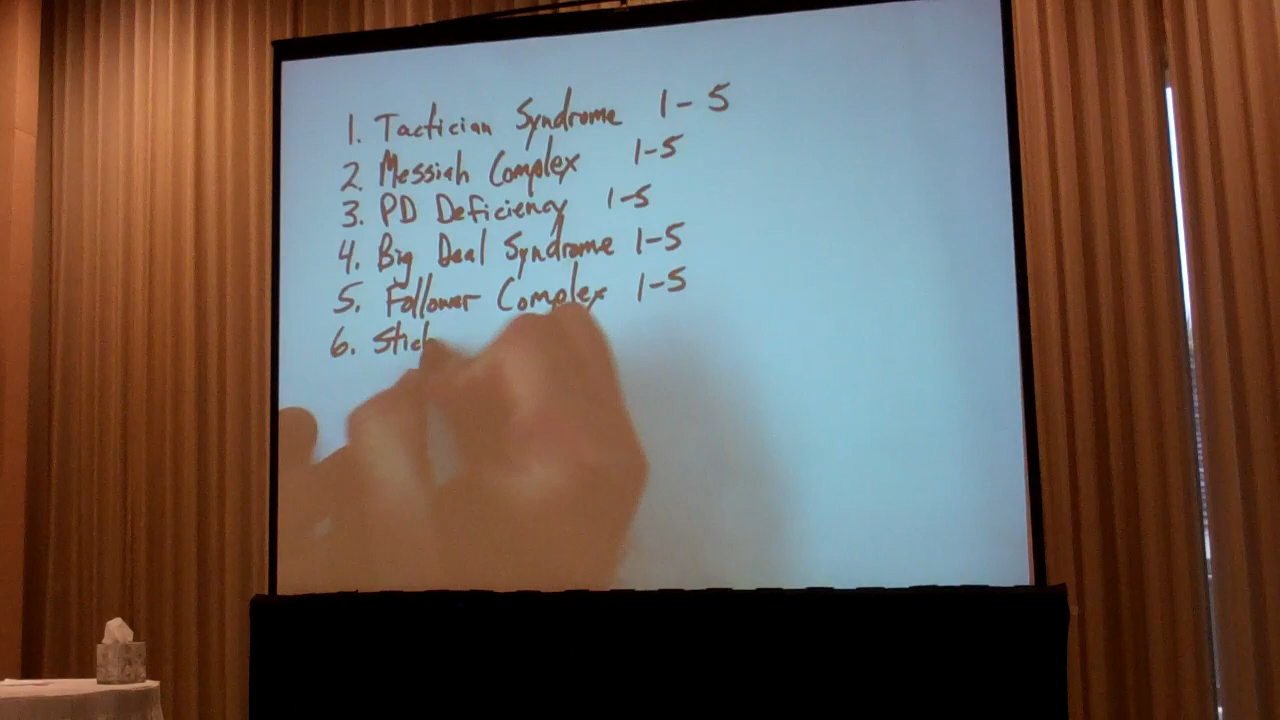 1. Tactician Syndrome 1-5
2. Messiah Complex 1-5
3. PD Deficiency 1-5
4. Big Deal Syndrome 1-5
5. Follower Complex 1-5
6.